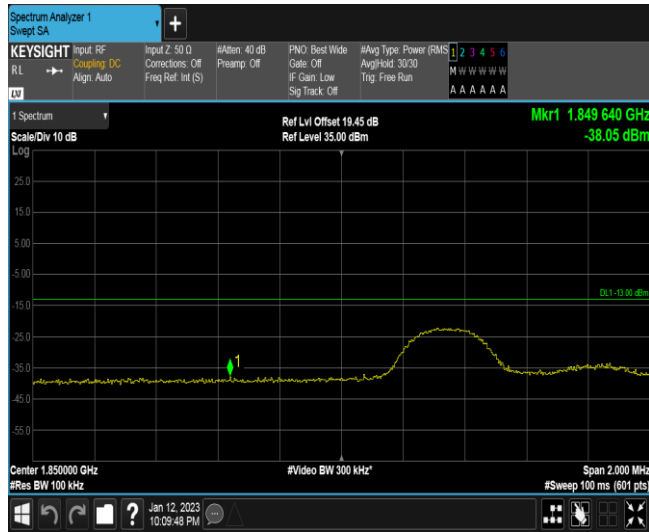 Spectrum Analyzer 1
Swept SA
+
KEYSIGHT
RL
LXI
Input: RF
Coupling: DC
Align: Auto
Input Z: 50 Ω
Corrections: Off
Freq Ref: Int (S)
#Atten: 40 dB
Preamp: Off
PNO: Best Wide
Gate: Off
IF Gain: Low
Sig Track: Off
#Avg Type: Power (RMS
Avg|Hold: 30/30
Trig: Free Run
1 2 3 4 5 6
M W W W W W
A A A A A A
1 Spectrum
Scale/Div 10 dB
Ref Lvl Offset 19.45 dB
Ref Level 35.00 dBm
Mkr1 1.849 640 GHz
-38.05 dBm
Log
25.0
15.0
5.00
-5.00
DL1 -13.00 dBm
-15.0
-25.0
-35.0
1
-45.0
-55.0
Center 1.850000 GHz
#Res BW 100 kHz
#Video BW 300 kHz*
Span 2.000 MHz
#Sweep 100 ms (601 pts)
?
Jan 12, 2023
10:09:48 PM